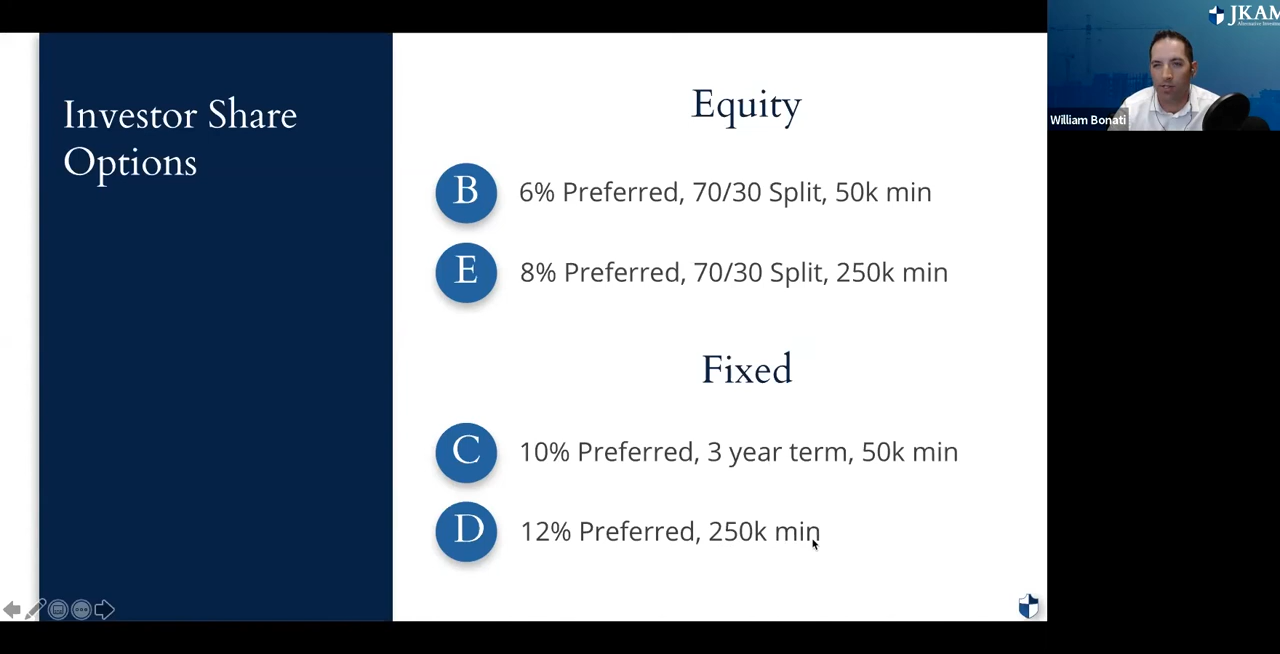 Investor Share
Options
Equity
B
6% Preferred, 70/30 Split, 50k min
E
8% Preferred, 70/30 Split, 250k min
Fixed
C
10% Preferred, 3 year term, 50k min
D
12% Preferred, 250k min
JKAM
William Bonati